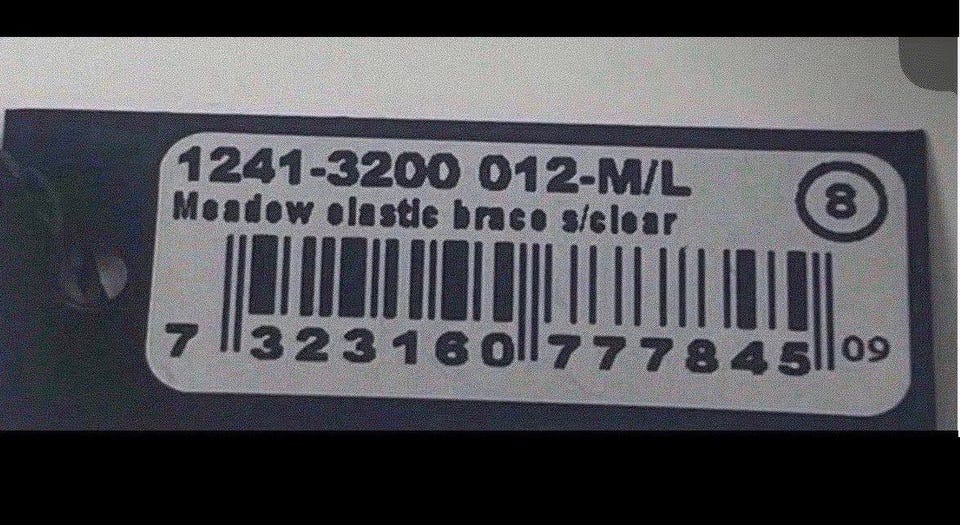 1241-3200 012-M/L
8
Meadow elastic brace s/clear
7 323160 777845 09